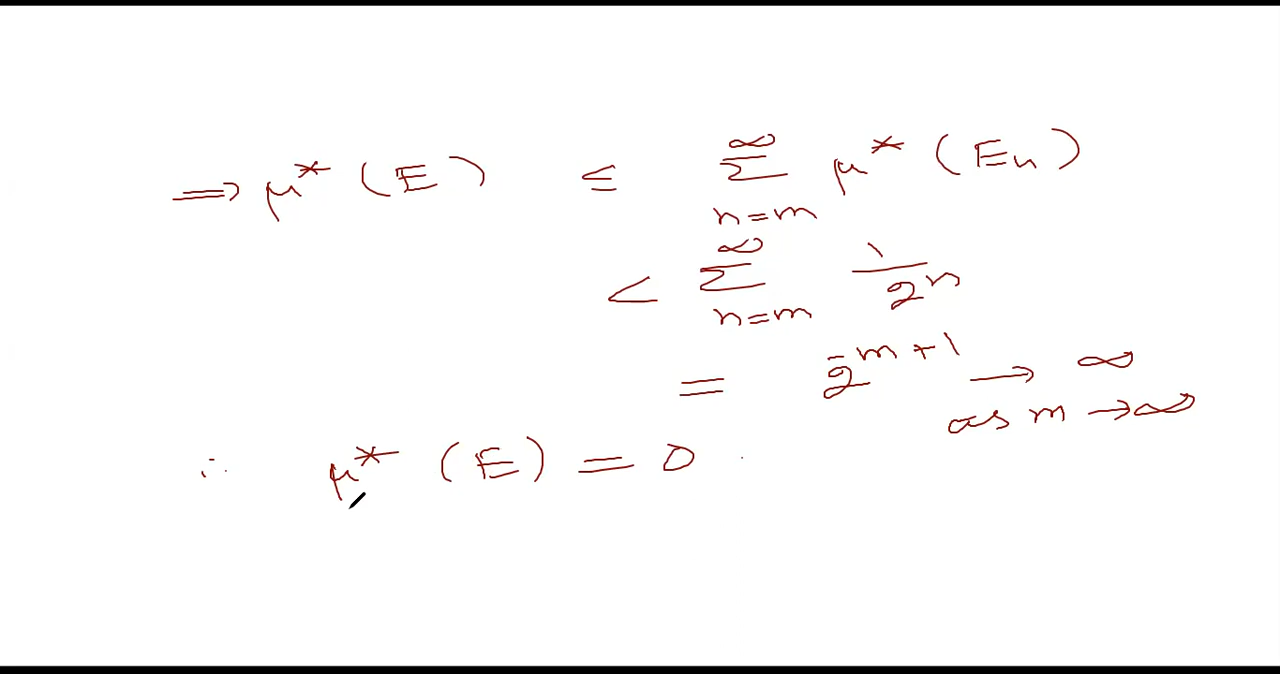 ⟹ μ* (E) ≤ ∞ Σ n=m μ* (En)
< ∞ Σ n=m 1/2^n
= 2^-m+1 → ∞
as m → ∞
∴ μ* (E) = 0